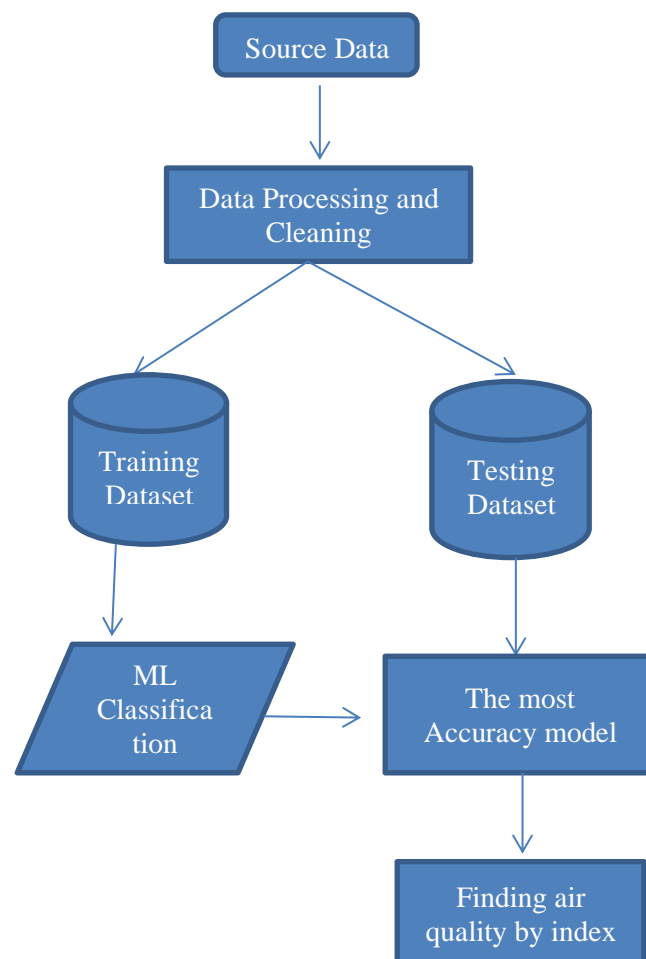 Source Data
Data Processing and
Cleaning
Training
Dataset
Testing
Dataset
ML
Classifica
tion
The most
Accuracy model
Finding air
quality by index